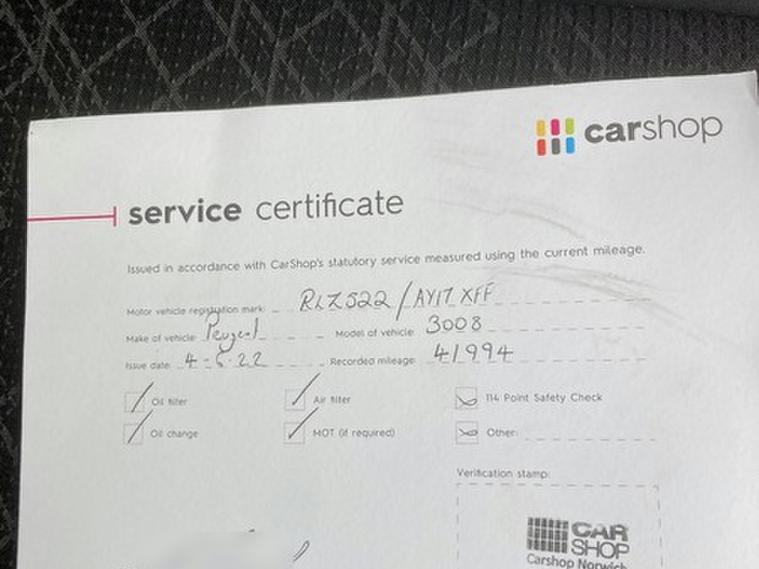 carshop
service certificate
Issued in accordance with CarShop's statutory service measured using the current mileage.
Motor vehicle registration mark: RLZ522 / AY17 XFF
Make of vehicle: Peugeot Model of vehicle: 3008
Issue date: 4-6-22 Recorded mileage: 41994
Oil filter Air filter 114 Point Safety Check
Oil change MOT (if required) Other:
Verification stamp:
CAR
SHOP
Carshop Norwich